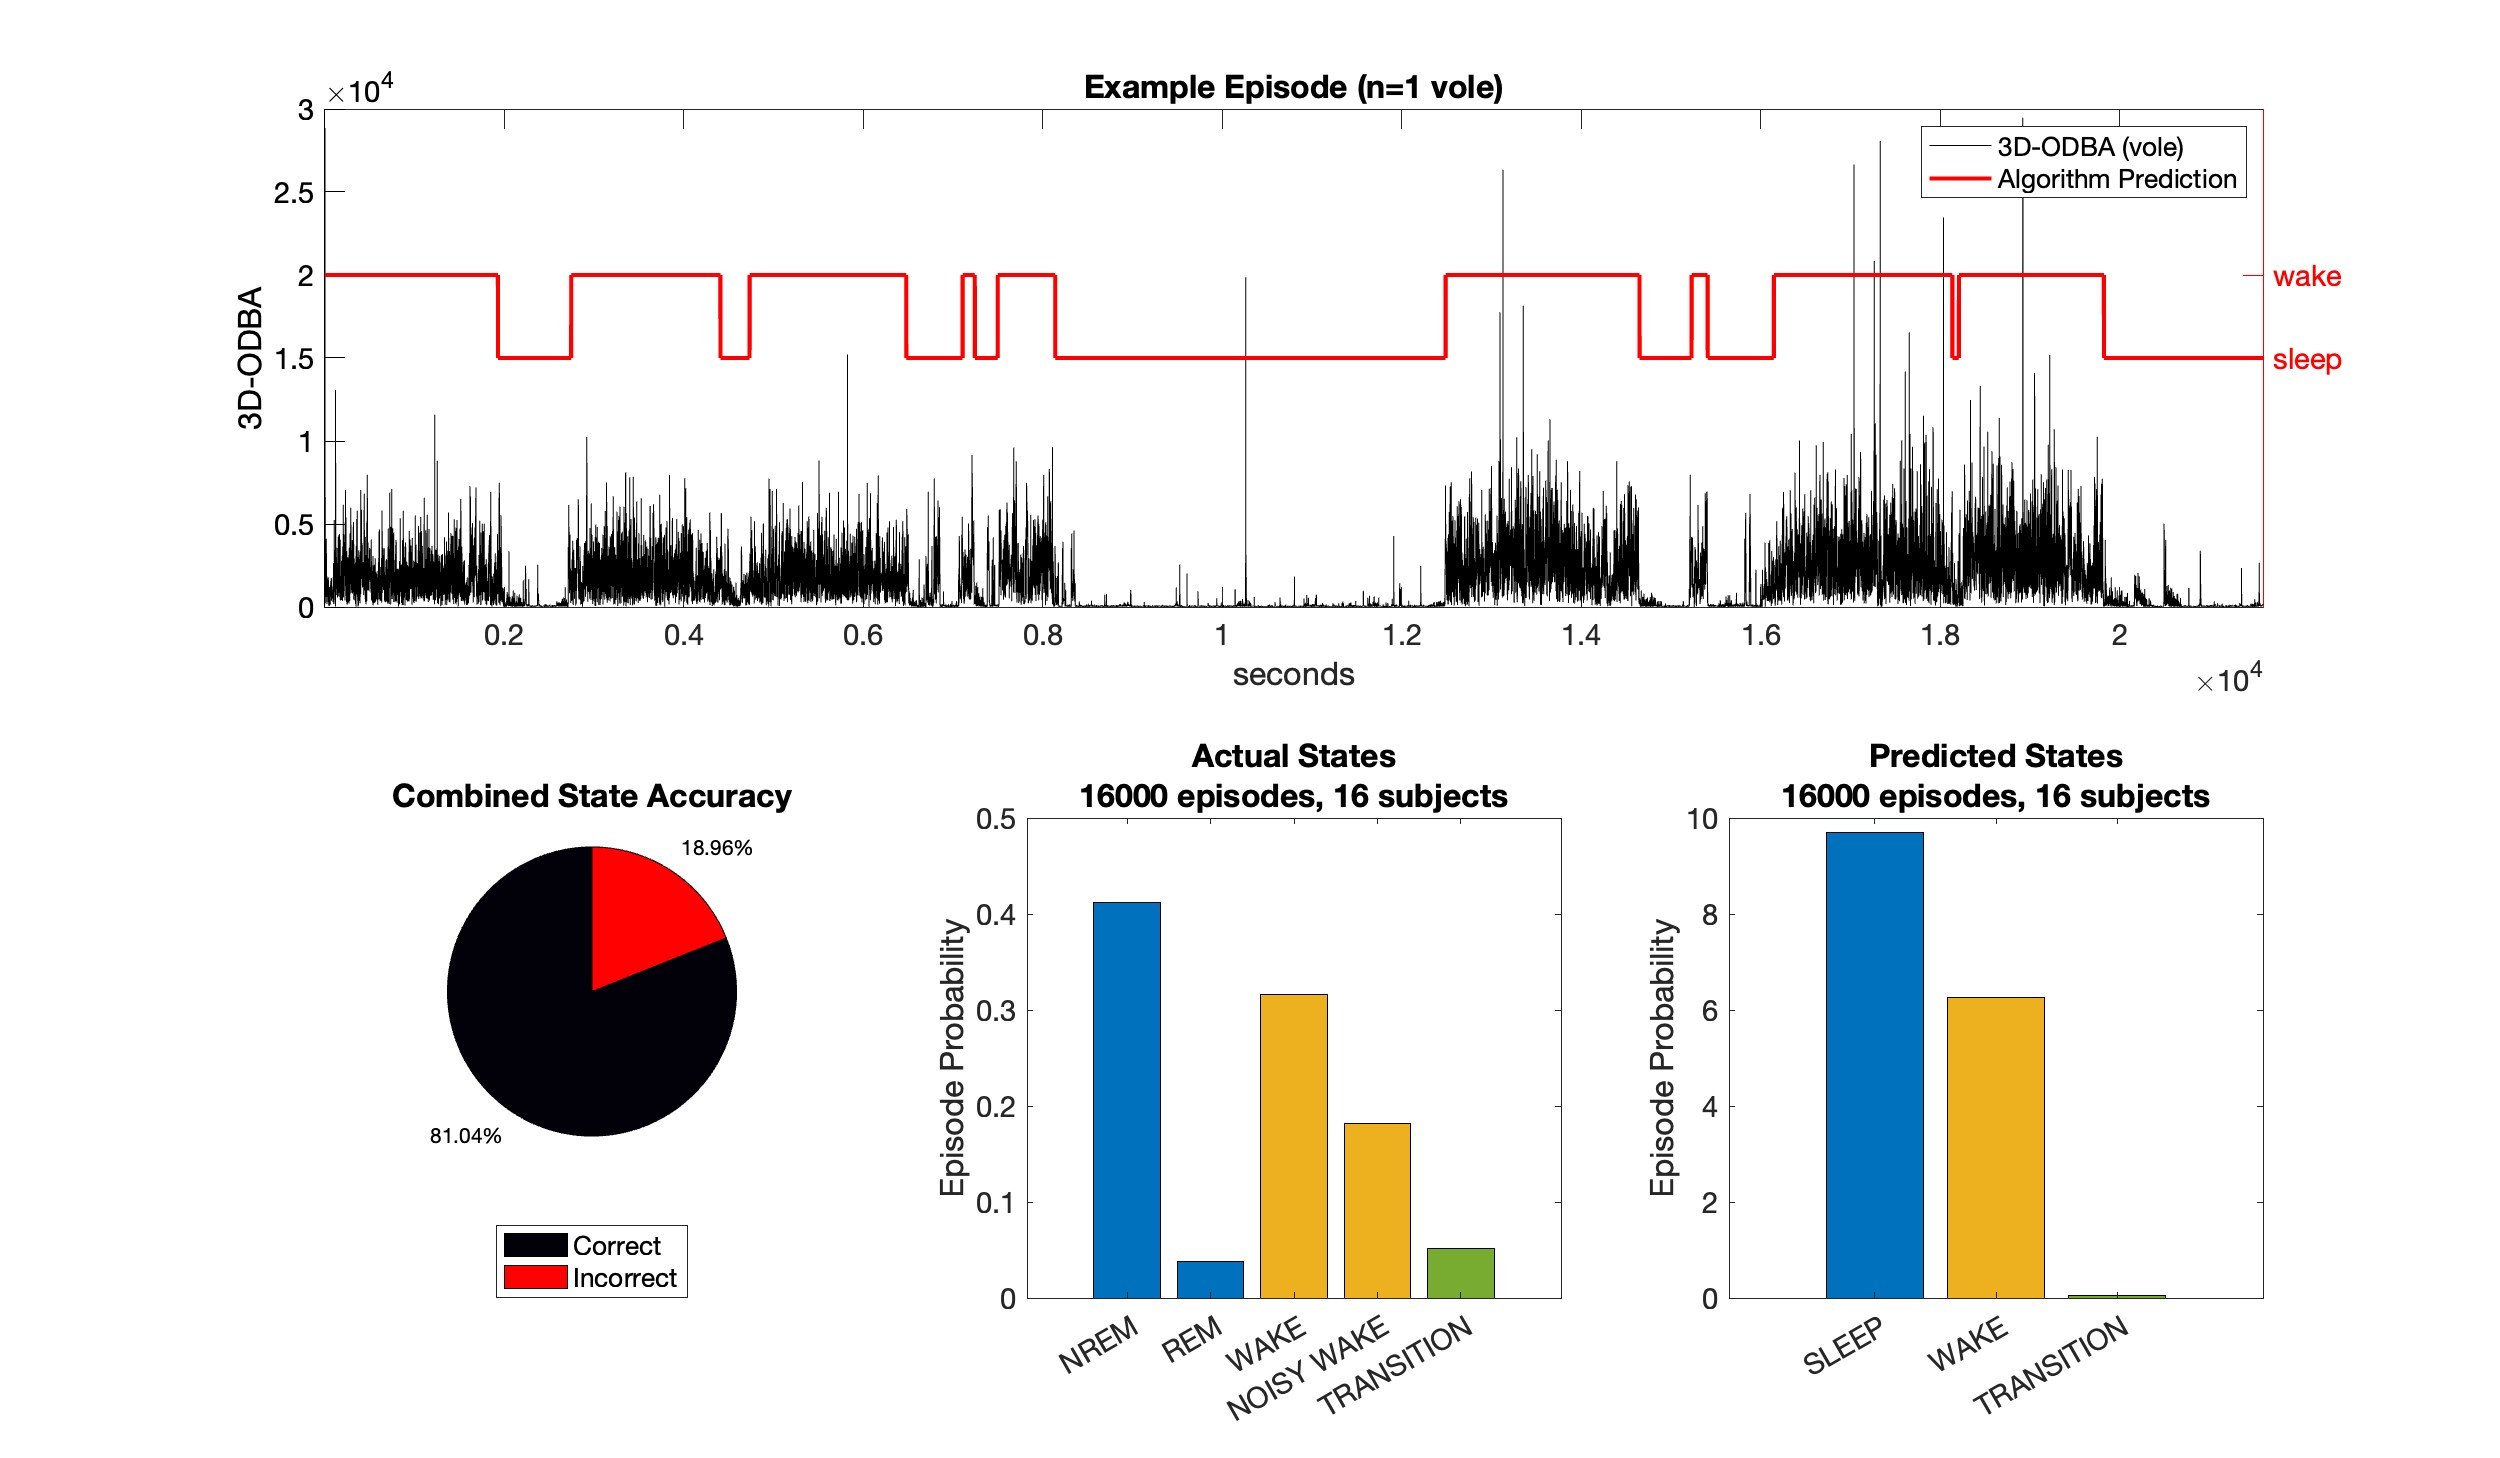 Example Episode (n=1 vole)
×10⁴
3
2.5
2
1.5
1
0.5
0
3D-ODBA
3D-ODBA (vole)
Algorithm Prediction
wake
sleep
0.2 0.4 0.6 0.8 1 1.2 1.4 1.6 1.8 2
seconds
×10⁴
Combined State Accuracy
18.96%
81.04%
Correct
Incorrect
Actual States
16000 episodes, 16 subjects
0.5
0.4
0.3
0.2
0.1
0
Episode Probability
NREM REM WAKE NOISY WAKE TRANSITION
Predicted States
16000 episodes, 16 subjects
10
8
6
4
2
0
Episode Probability
SLEEP WAKE TRANSITION